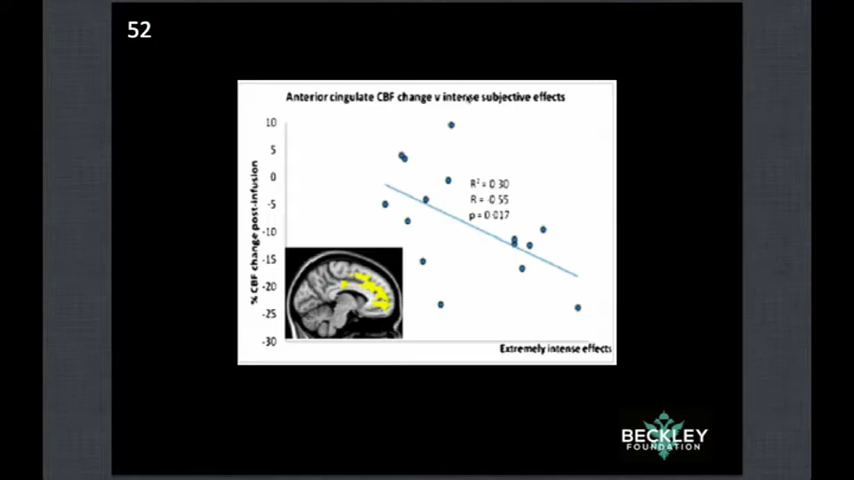 52
Anterior cingulate CBF change v intense subjective effects
10
5
0
-5
-10
-15
-20
-25
-30
% CBF change post-infusion
R² = 0.30
R = -0.55
p = 0.017
Extremely intense effects
BECKLEY
FOUNDATION